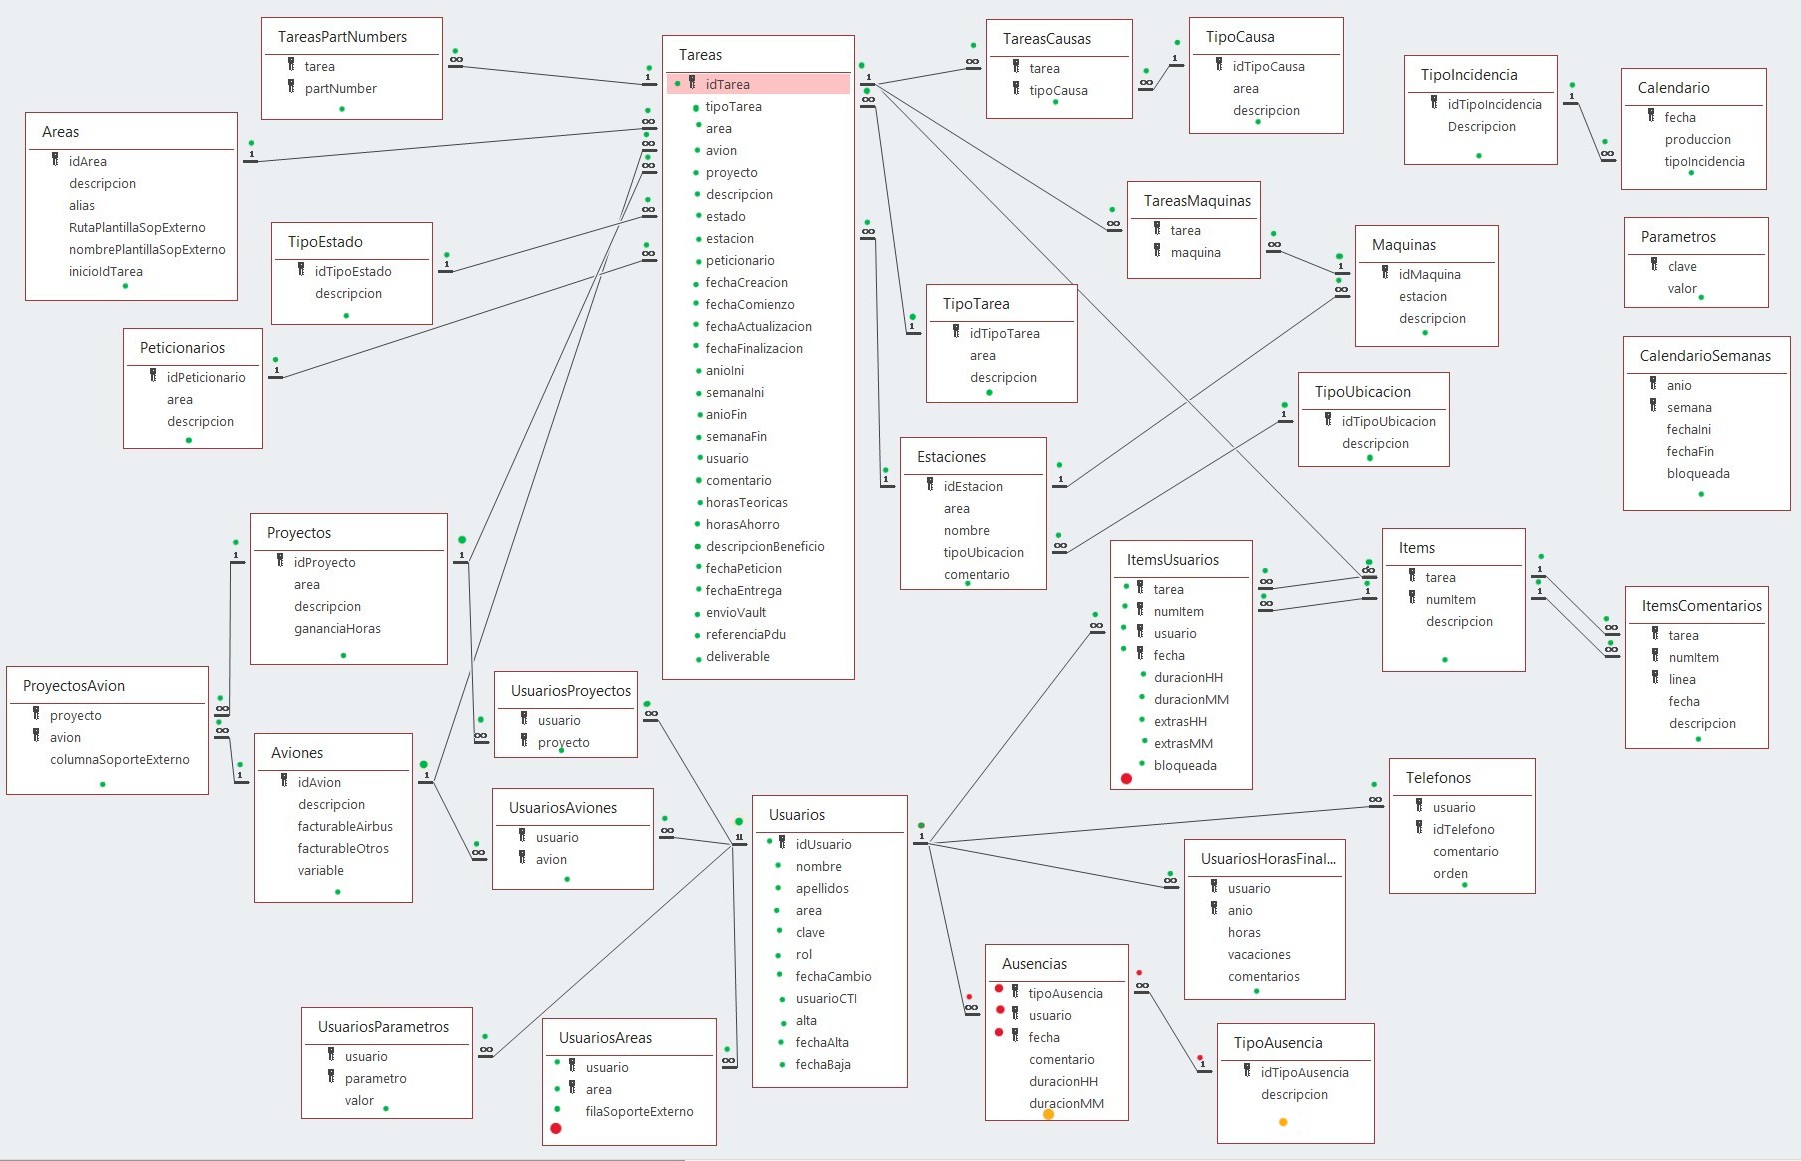 TareasPartNumbers
tarea
partNumber
Areas
idArea
descripcion
alias
RutaPlantillaSopExterno
nombrePlantillaSopExterno
inicioIdTarea
TipoEstado
idTipoEstado
descripcion
Peticionarios
idPeticionario
area
descripcion
Tareas
idTarea
tipoTarea
area
avion
proyecto
descripcion
estado
estacion
peticionario
fechaCreacion
fechaComienzo
fechaActualizacion
fechaFinalizacion
anioIni
semanaIni
anioFin
semanaFin
usuario
comentario
horasTeoricas
horasAhorro
descripcionBeneficio
fechaPeticion
fechaEntrega
envioVault
referenciaPdu
deliverable
TareasCausas
tarea
tipoCausa
TipoCausa
idTipoCausa
area
descripcion
TipoIncidencia
idTipoIncidencia
Descripcion
Calendario
fecha
produccion
tipoIncidencia
TareasMaquinas
tarea
maquina
Maquinas
idMaquina
estacion
descripcion
Parametros
clave
valor
TipoTarea
idTipoTarea
area
descripcion
CalendarioSemanas
anio
semana
fechaIni
fechaFin
bloqueada
TipoUbicacion
idTipoUbicacion
descripcion
Estaciones
idEstacion
area
nombre
tipoUbicacion
comentario
Proyectos
idProyecto
area
descripcion
gananciaHoras
ItemsUsuarios
tarea
numItem
usuario
fecha
duracionHH
duracionMM
extrasHH
extrasMM
bloqueada
Items
tarea
numItem
descripcion
ItemsComentarios
tarea
numItem
linea
fecha
descripcion
ProyectosAvion
proyecto
avion
columnaSoporteExterno
Aviones
idAvion
descripcion
facturableAirbus
facturableOtros
variable
UsuariosProyectos
usuario
proyecto
UsuariosAviones
usuario
avion
Usuarios
idUsuario
nombre
apellidos
area
clave
rol
fechaCambio
usuarioCTI
alta
fechaAlta
fechaBaja
Telefonos
usuario
idTelefono
comentario
orden
UsuariosHorasFinal...
usuario
anio
horas
vacaciones
comentarios
Ausencias
tipoAusencia
usuario
fecha
comentario
duracionHH
duracionMM
TipoAusencia
idTipoAusencia
descripcion
UsuariosParametros
usuario
parametro
valor
UsuariosAreas
usuario
area
filaSoporteExterno